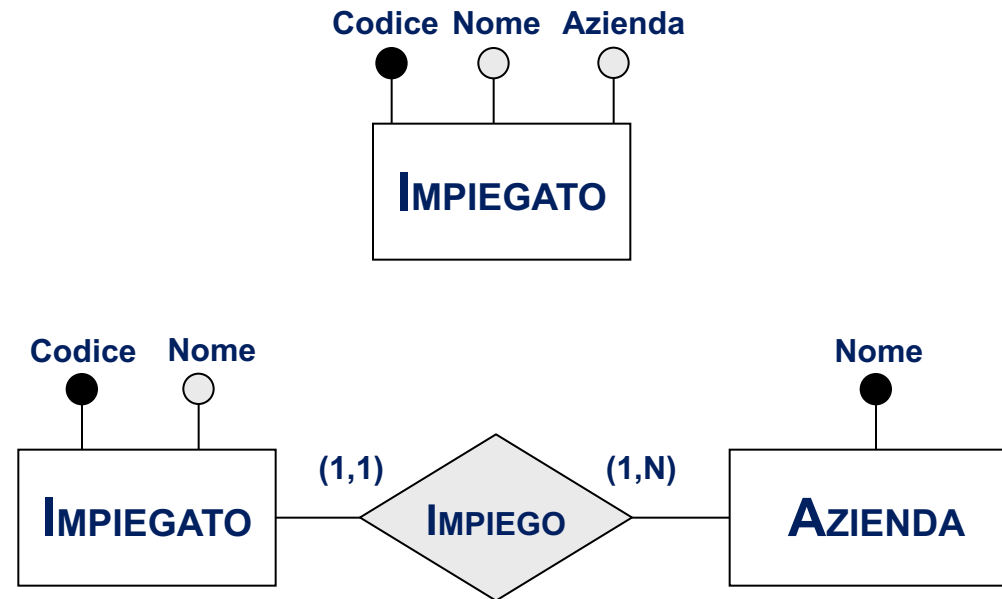 Codice Nome Azienda
IMPIEGATO
Codice Nome Nome
(1,1) (1,N)
IMPIEGATO IMPIEGO AZIENDA